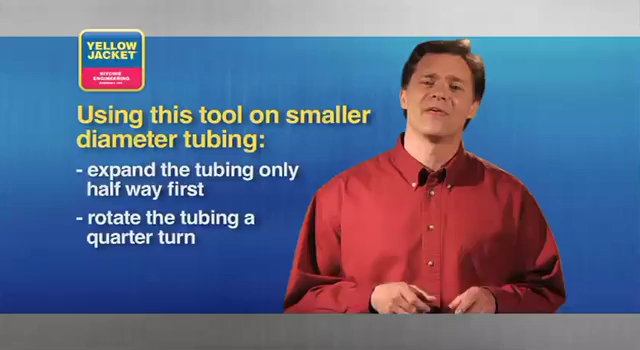 YELLOW
JACKET
RITCHIE
ENGINEERING
Using this tool on smaller
diameter tubing:
- expand the tubing only
half way first
- rotate the tubing a
quarter turn